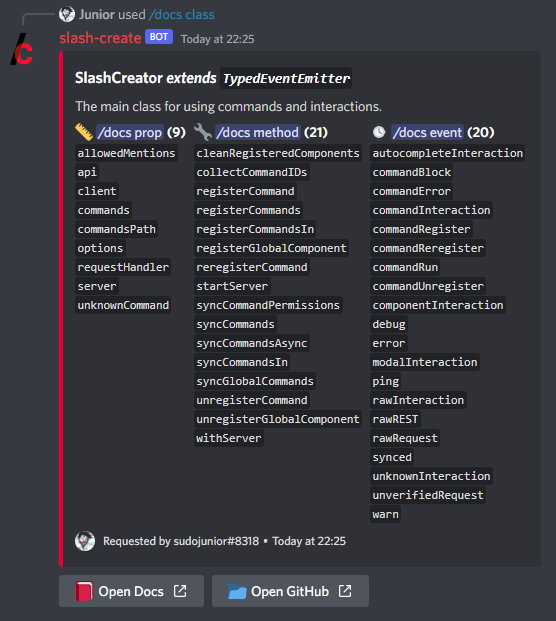 Junior used /docs class
slash-create BOT Today at 22:25
SlashCreator extends TypedEventEmitter
The main class for using commands and interactions.
/docs prop (9)
allowedMentions
api
client
commands
commandsPath
options
requestHandler
server
unknownCommand
/docs method (21)
cleanRegisteredComponents
collectCommandIDs
registerCommand
registerCommands
registerCommandsIn
registerGlobalComponent
reregisterCommand
startServer
syncCommandPermissions
syncCommands
syncCommandsAsync
syncCommandsIn
syncGlobalCommands
unregisterCommand
unregisterGlobalComponent
withServer
/docs event (20)
autocompleteInteraction
commandBlock
commandError
commandInteraction
commandRegister
commandReregister
commandRun
commandUnregister
componentInteraction
debug
error
modalInteraction
ping
rawInteraction
rawREST
rawRequest
synced
unknownInteraction
unverifiedRequest
warn
Requested by sudojunior#8318 • Today at 22:25
Open Docs
Open GitHub